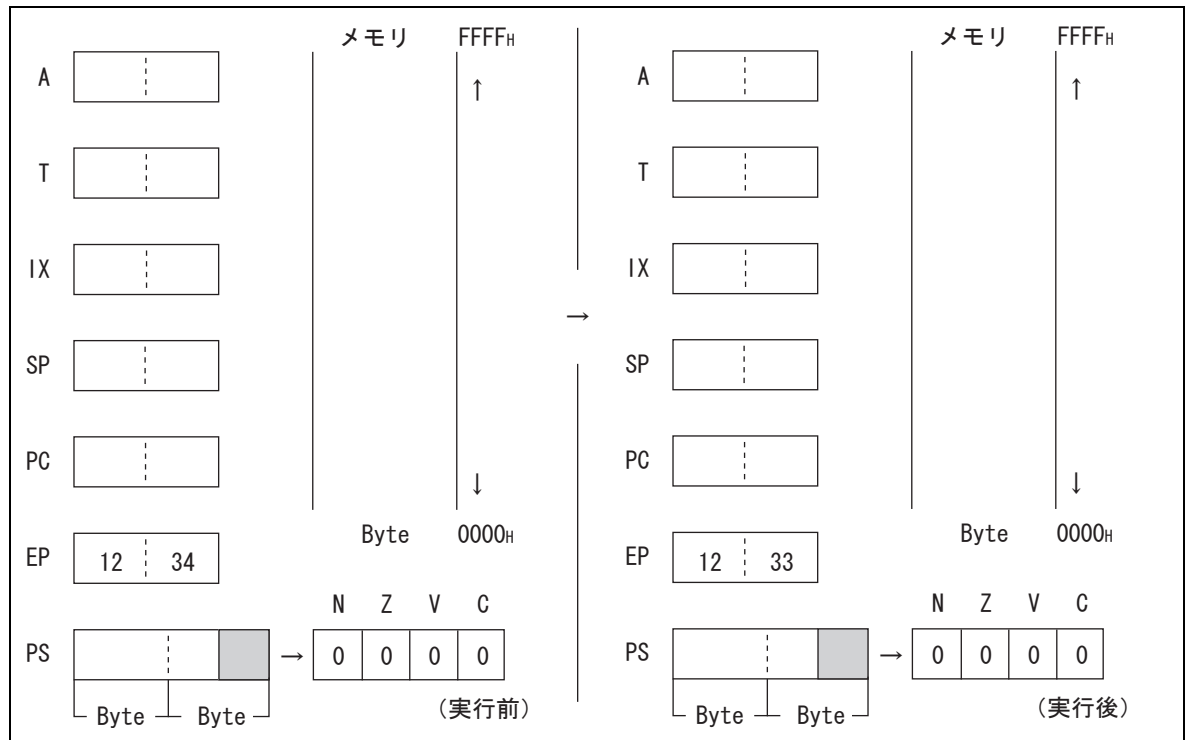 メモリ FFFFH
A ↑
T
IX
SP
PC ↓
Byte 0000H
EP 12 34
N Z V C
PS → 0 0 0 0
Byte Byte (実行前)
→
メモリ FFFFH
A ↑
T
IX
SP
PC ↓
Byte 0000H
EP 12 33
N Z V C
PS → 0 0 0 0
Byte Byte (実行後)